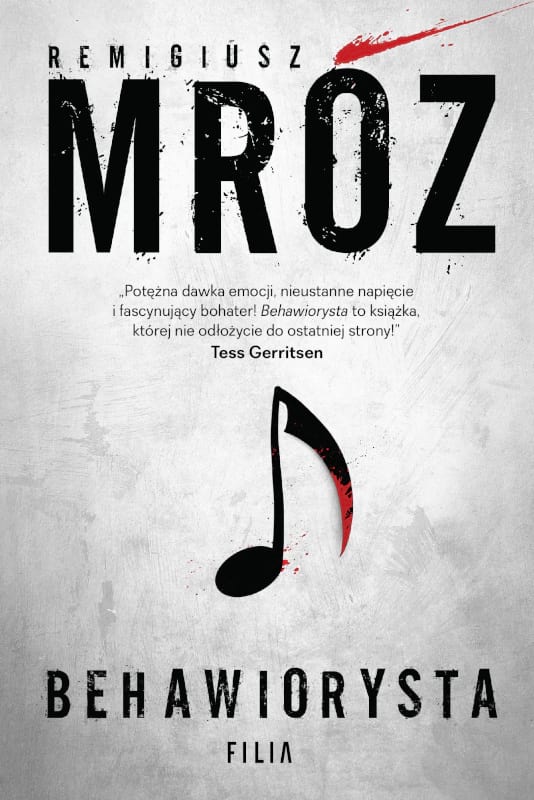 REMIGIUSZ
MRÓZ
„Potężna dawka emocji, nieustanne napięcie
i fascynujący bohater! Behawiorysta to książka,
której nie odłożycie do ostatniej strony!”
Tess Gerritsen
BEHAWIORYSTA
FILIA